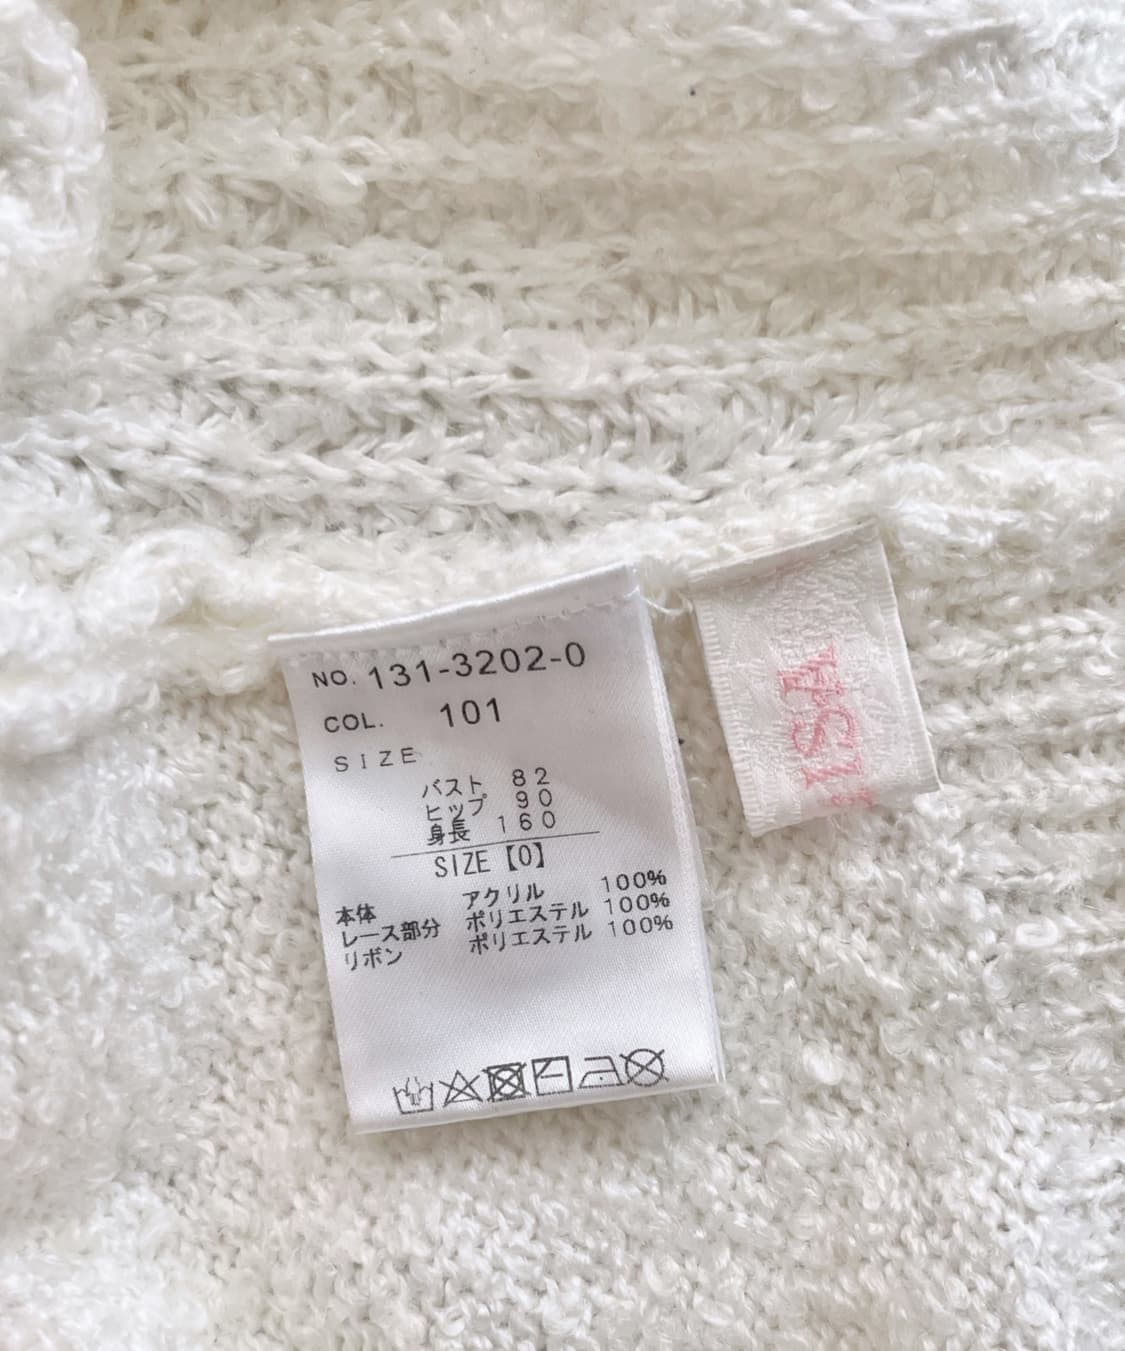 NO. 131-3202-0
COL. 101
SIZE
バスト 82
ヒップ 90
身長 160
SIZE【0】
本体 アクリル 100%
レース部分 ポリエステル 100%
リボン ポリエステル 100%